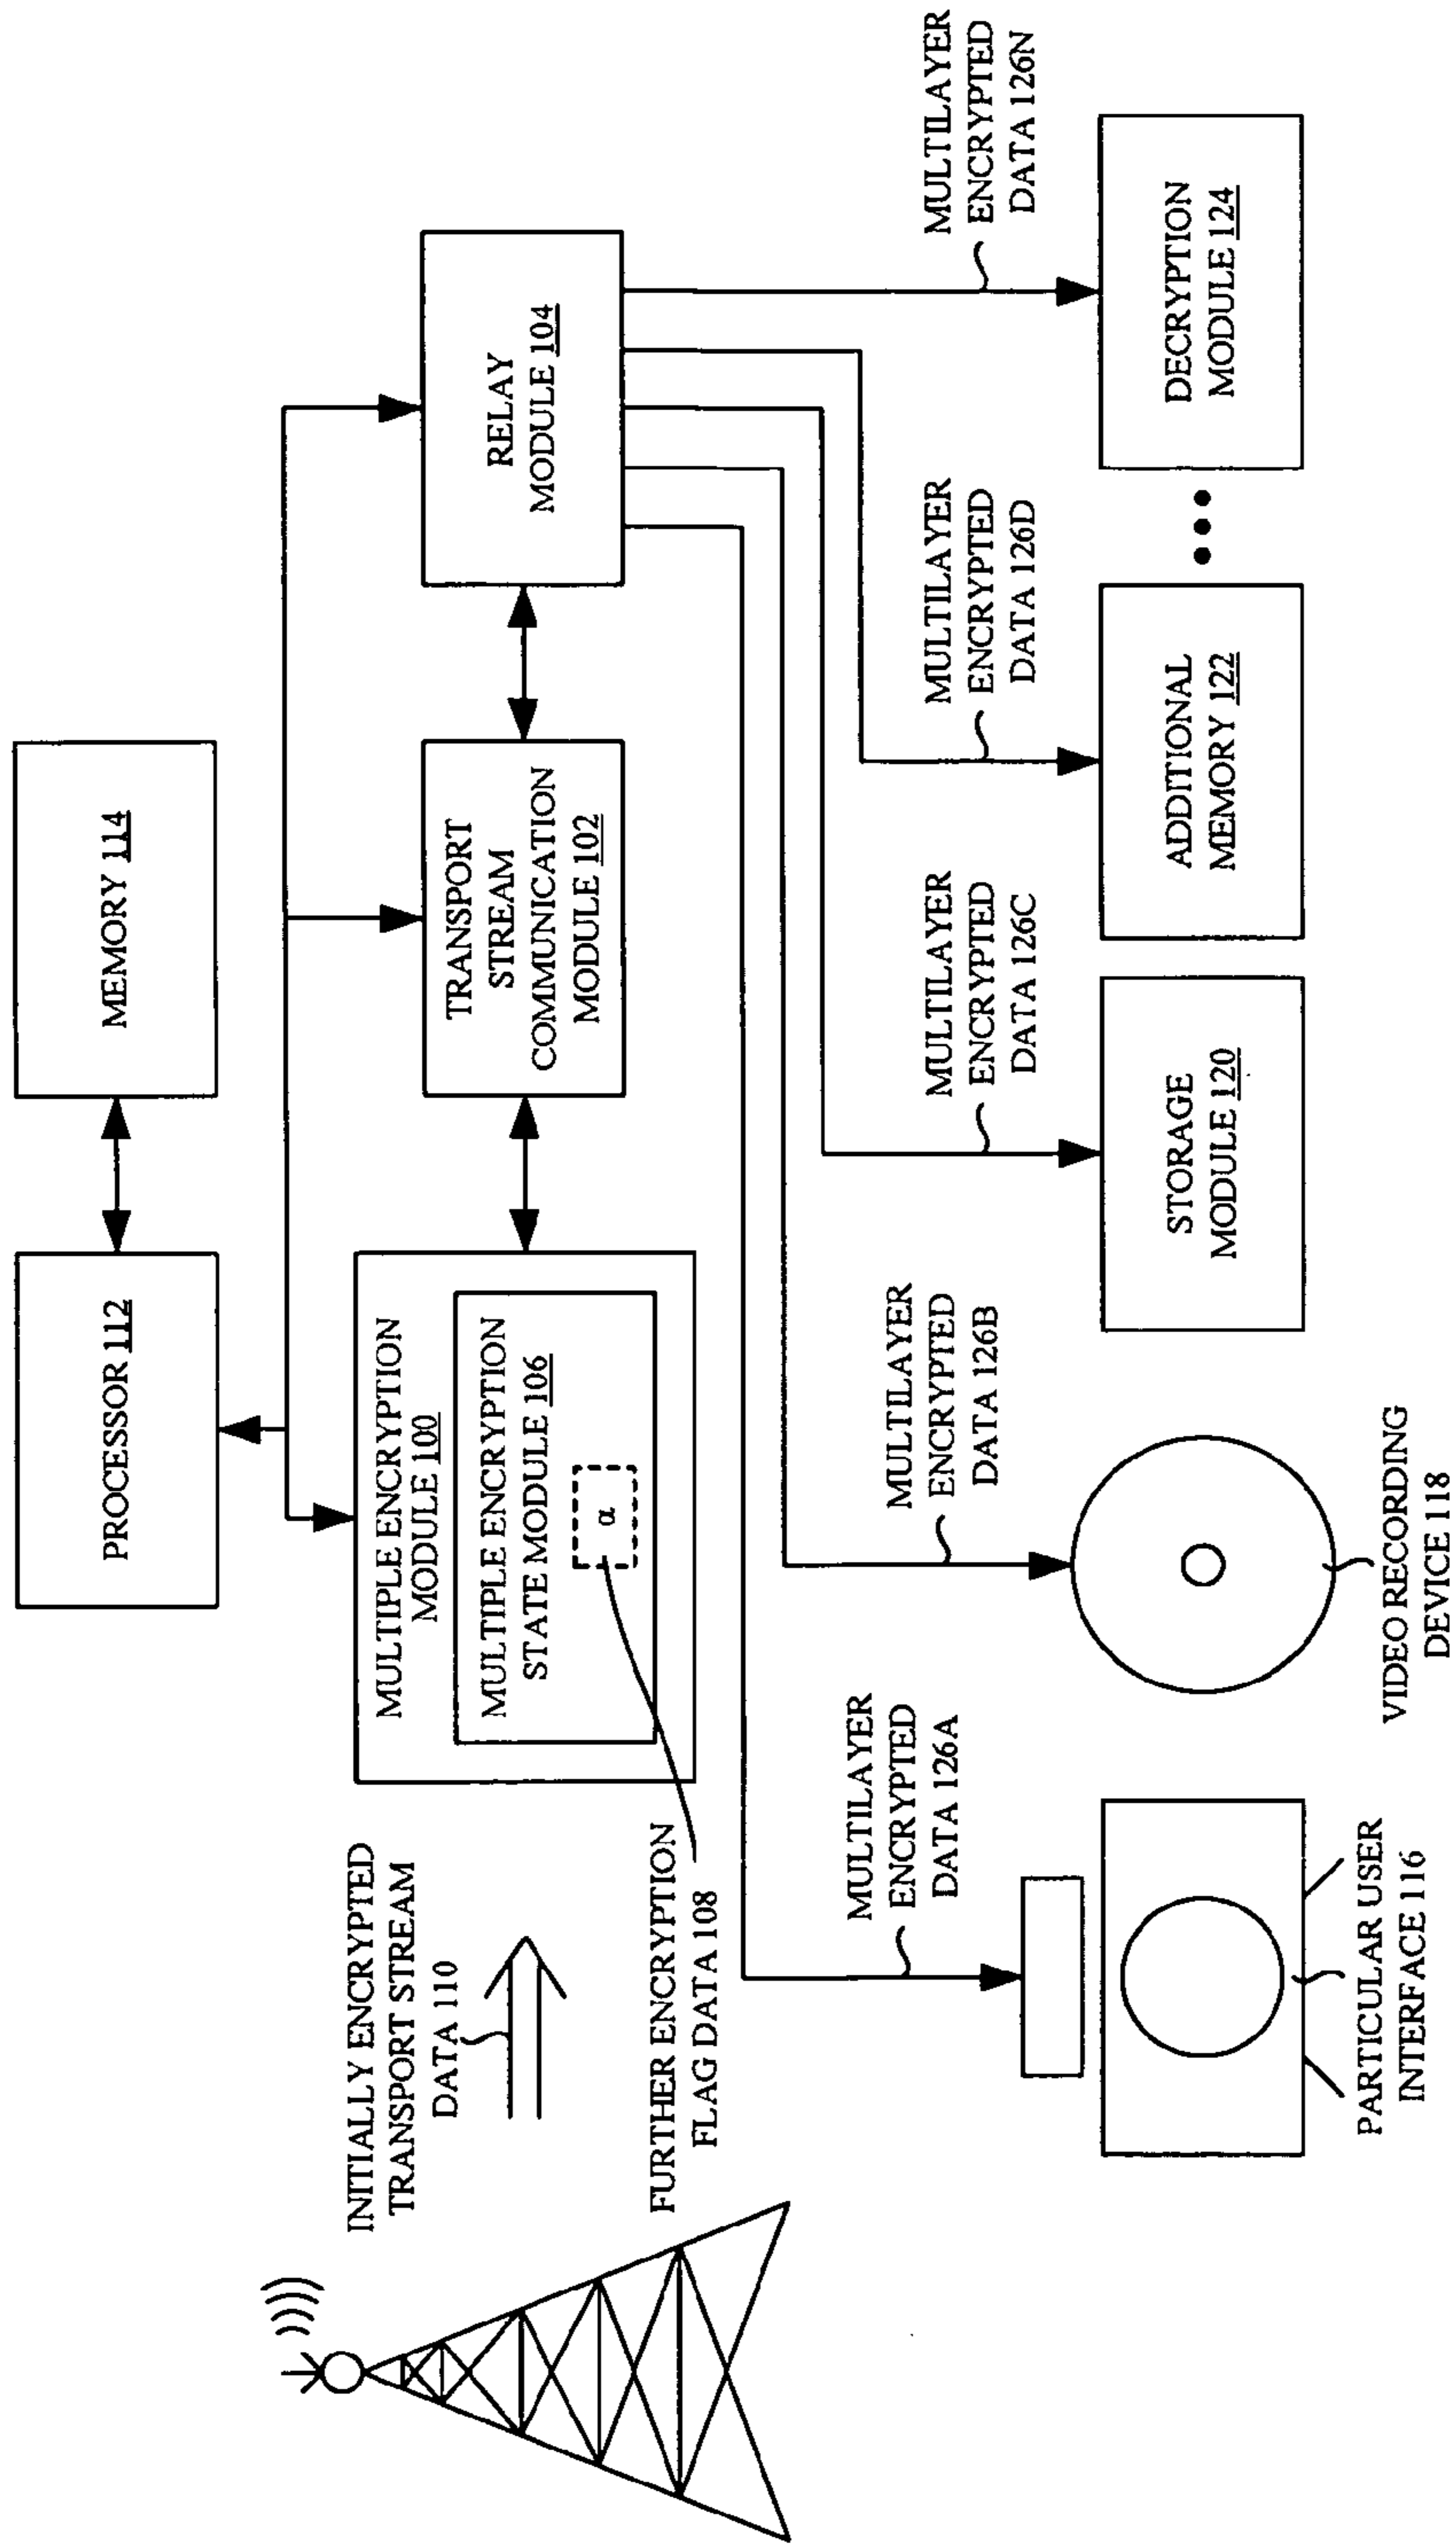 PROCESSOR 112
MEMORY 114
INITIALLY ENCRYPTED
TRANSPORT STREAM
DATA 110
MULTIPLE ENCRYPTION
MODULE 100
MULTIPLE ENCRYPTION
STATE MODULE 106
α
FURTHER ENCRYPTION
FLAG DATA 108
TRANSPORT
STREAM
COMMUNICATION
MODULE 102
RELAY
MODULE 104
MULTILAYER
ENCRYPTED
DATA 126A
MULTILAYER
ENCRYPTED
DATA 126B
MULTILAYER
ENCRYPTED
DATA 126C
MULTILAYER
ENCRYPTED
DATA 126D
MULTILAYER
ENCRYPTED
DATA 126N
PARTICULAR USER
INTERFACE 116
VIDEO RECORDING
DEVICE 118
STORAGE
MODULE 120
ADDITIONAL
MEMORY 122
DECRYPTION
MODULE 124